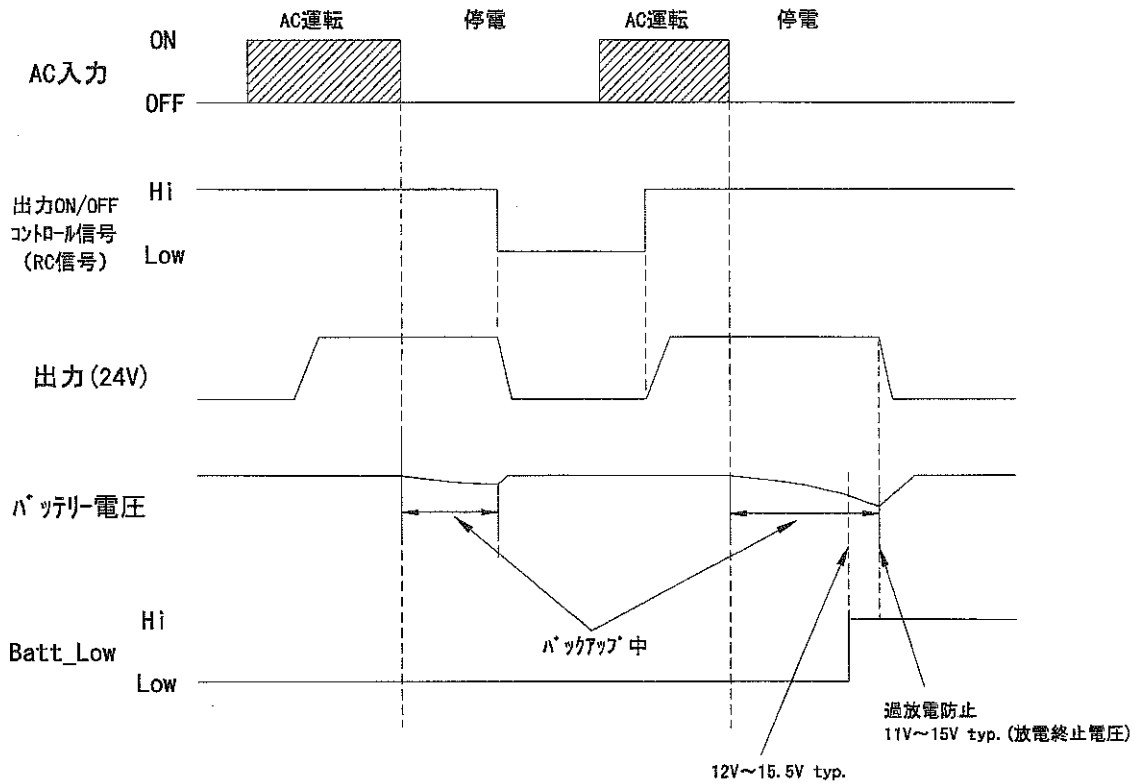 AC運転 停電 AC運転 停電
ON
AC入力
OFF
Hi
出力ON/OFF
ｺﾝﾄﾛｰﾙ信号
(RC信号)
Low
出力(24V)
ﾊﾞｯﾃﾘｰ電圧
Hi
ﾊﾞｯｸｱｯﾌﾟ中
Batt_Low
Low
過放電防止
11V～15V typ.(放電終止電圧)
12V～15.5V typ.